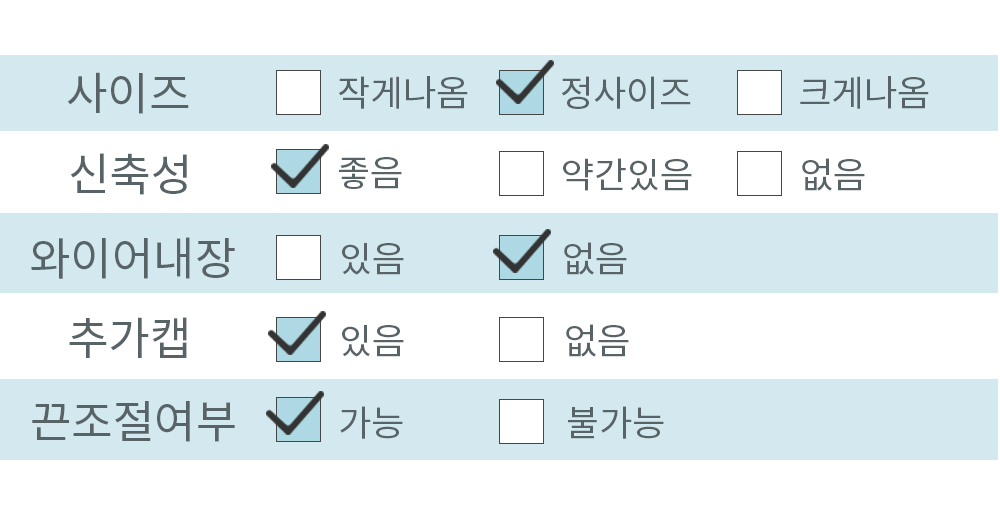 사이즈 작게나옴 정사이즈 크게나옴
신축성 좋음 약간있음 없음
와이어내장 있음 없음
추가캡 있음 없음
끈조절여부 가능 불가능